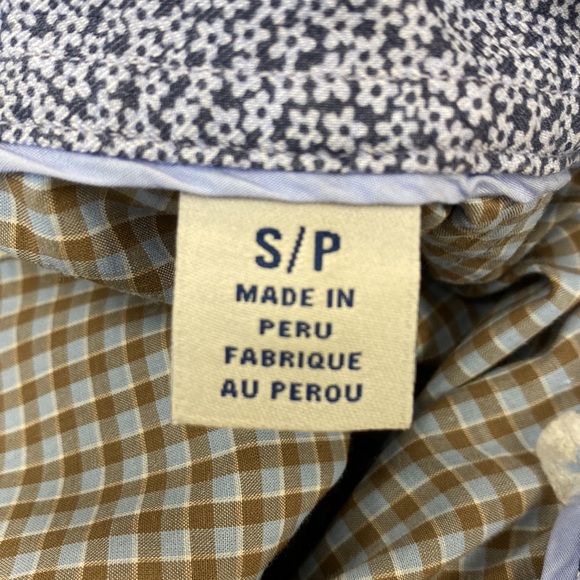 S/P
MADE IN
PERU
FABRIQUE
AU PEROU